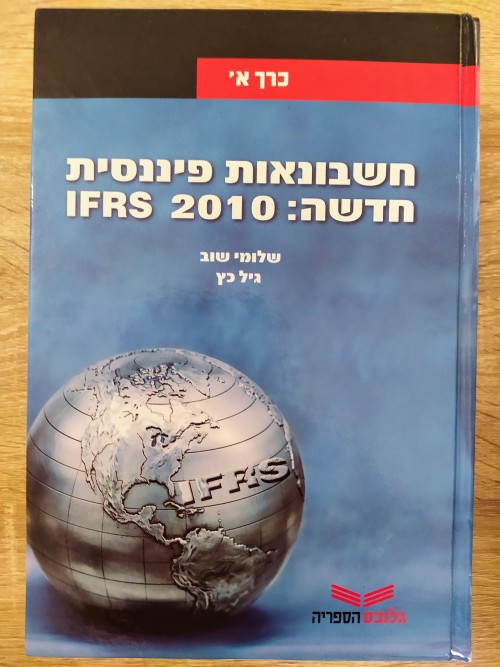 כרך א'
חשבונאות פיננסית
חדשה: IFRS 2010
שלומי שוב
גיל כץ
IFRS
גלובס הספריה